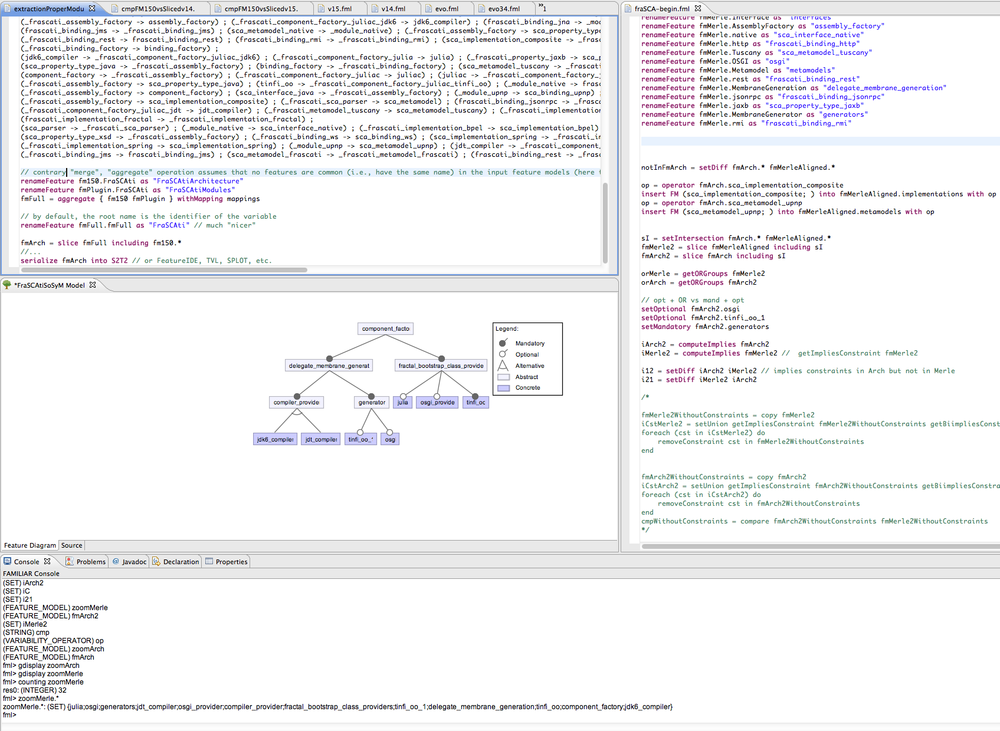 extractionProperModu
cmpFM150vsSlicedv14.
cmpFM150vsSlicedv15.
v15.fml
v14.fml
evo.fml
evo34.fml
»1
(_frascati_assembly_factory -> assembly_factory) ; (_frascati_component_factory_juliac_jdk6 -> jdk6_compiler) ; (frascati_binding_jna -> _mo
(frascati_binding_jms -> _frascati_binding_jms) ; (sca_metamodel_native -> _module_native) ; (_frascati_assembly_factory -> sca_property_type
(_frascati_binding_rest -> frascati_binding_rest) ; (frascati_binding_rmi -> _frascati_binding_rmi) ; (sca_implementation_composite -> _frasc
(_frascati_binding_factory -> binding_factory) ;
(jdk6_compiler -> _frascati_component_factory_juliac_jdk6) ; (_frascati_component_factory_julia -> julia) ; (_frascati_property_jaxb -> sca_p
(sca_property_type_java -> _frascati_assembly_factory) ; (binding_factory -> _frascati_binding_factory) ; (sca_metamodel_tuscany -> _frascati
(component_factory -> _frascati_assembly_factory) ; (_frascati_component_factory_juliac -> juliac) ; (juliac -> _frascati_component_factory_j
(_frascati_assembly_factory -> sca_property_type_java) ; (tinfi_oo -> _frascati_component_factory_juliac_tinfi_oo) ; (_module_native -> frasc
(_frascati_assembly_factory -> component_factory) ; (sca_interface_java -> _frascati_assembly_factory) ; (_module_upnp -> sca_binding_upnp) ;
(_frascati_assembly_factory -> sca_implementation_composite) ; (_frascati_sca_parser -> sca_metamodel) ; (frascati_binding_jsonrpc -> _frasca
(_frascati_component_factory_juliac_jdt -> jdt_compiler) ; (_frascati_metamodel_tuscany -> sca_metamodel_tuscany) ; (_frascati_implementation
(frascati_implementation_fractal -> _frascati_implementation_fractal) ;
(sca_parser -> _frascati_sca_parser) ; (_module_native -> sca_interface_native) ; (_frascati_implementation_bpel -> sca_implementation_bpel)
(sca_property_type_xsd -> _frascati_assembly_factory) ; (_frascati_binding_ws -> sca_binding_ws) ; (sca_implementation_spring -> _frascati_im
(_frascati_implementation_spring -> sca_implementation_spring) ; (_module_upnp -> sca_metamodel_upnp) ; (jdt_compiler -> _frascati_component_
(_frascati_binding_jms -> frascati_binding_jms) ; (sca_metamodel_frascati -> _frascati_metamodel_frascati) ; (frascati_binding_rest -> _frasc
// contrary "merge", "aggregate" operation assumes that no features are common (i.e., have the same name) in the input feature models (here
renameFeature fm150.FraSCAti as "FraSCAtiArchitecture"
renameFeature fmPlugin.FraSCAti as "FraSCAtiModules"
fmFull = aggregate { fm150 fmPlugin } withMapping mappings
// by default, the root name is the identifier of the variable
renameFeature fmFull.fmFull as "FraSCAti" // much "nicer"
fmArch = slice fmFull including fm150.*
//...
serialize fmArch into S2T2 // or FeatureIDE, TVL, SPLOT, etc.
*FraSCAtiSoSyM Model
component_facto
delegate_membrane_generat
fractal_bootstrap_class_provide
compiler_provide
generator
julia
osgi_provide
tinfi_oc
jdk6_compiler
jdt_compiler
tinfi_oo_1
osgi
Legend:
Mandatory
Optional
Alternative
Abstract
Concrete
Feature Diagram
Source
fraSCA-begin.fml
renameFeature fmMerle.Interface as "interfaces
renameFeature fmMerle.AssemblyFactory as "assembly_factory"
renameFeature fmMerle.native as "sca_interface_native"
renameFeature fmMerle.http as "frascati_binding_http"
renameFeature fmMerle.Tuscany as "sca_metamodel_tuscany"
renameFeature fmMerle.OSGI as "osgi"
renameFeature fmMerle.Metamodel as "metamodels"
renameFeature fmMerle.rest as "frascati_binding_rest"
renameFeature fmMerle.MembraneGeneration as "delegate_membrane_generation"
renameFeature fmMerle.jsonrpc as "frascati_binding_jsonrpc"
renameFeature fmMerle.jaxb as "sca_property_type_jaxb"
renameFeature fmMerle.MembraneGenerator as "generators"
renameFeature fmMerle.rmi as "frascati_binding_rmi"
notInFmArch = setDiff fmArch.* fmMerleAligned.*
op = operator fmArch.sca_implementation_composite
insert FM (sca_implementation_composite; ) into fmMerleAligned.implementations with op
op = operator fmArch.sca_metamodel_upnp
insert FM (sca_metamodel_upnp; ) into fmMerleAligned.metamodels with op
sI = setIntersection fmArch.* fmMerleAligned.*
fmMerle2 = slice fmMerleAligned including sI
fmArch2 = slice fmArch including sI
orMerle = getORGroups fmMerle2
orArch = getORGroups fmArch2
// opt + OR vs mand + opt
setOptional fmArch2.osgi
setOptional fmArch2.tinfi_oo_1
setMandatory fmArch2.generators
iArch2 = computeImplies fmArch2
iMerle2 = computeImplies fmMerle2 // getImpliesConstraint fmMerle2
i12 = setDiff iArch2 iMerle2 // implies constraints in Arch but not in Merle
i21 = setDiff iMerle2 iArch2
/*
fmMerle2WithoutConstraints = copy fmMerle2
iCstMerle2 = setUnion getImpliesConstraint fmMerle2WithoutConstraints getBiimpliesConst
foreach (cst in iCstMerle2) do
removeConstraint cst in fmMerle2WithoutConstraints
end
fmArch2WithoutConstraints = copy fmArch2
iCstArch2 = setUnion getImpliesConstraint fmArch2WithoutConstraints getBiimpliesConstra
foreach (cst in iCstArch2) do
removeConstraint cst in fmArch2WithoutConstraints
end
cmpWithoutConstraints = compare fmArch2WithoutConstraints fmMerle2WithoutConstraints
*/
Console
Problems
@ Javadoc
Declaration
Properties
FAMILIAR Console
(SET) iArch2
(SET) iC
(SET) i21
(FEATURE_MODEL) zoomMerle
(FEATURE_MODEL) fmArch2
(SET) iMerle2
(STRING) cmp
(VARIABILITY_OPERATOR) op
(FEATURE_MODEL) zoomArch
(FEATURE_MODEL) fmArch
fml> gdisplay zoomArch
fml> gdisplay zoomMerle
fml> counting zoomMerle
res0: (INTEGER) 32
fml> zoomMerle.*
zoomMerle.*: (SET) {julia;osgi;generators;jdt_compiler;osgi_provider;compiler_provider;fractal_bootstrap_class_providers;tinfi_oo_1;delegate_membrane_generation;tinfi_oo;component_factory;jdk6_compiler}
fml>